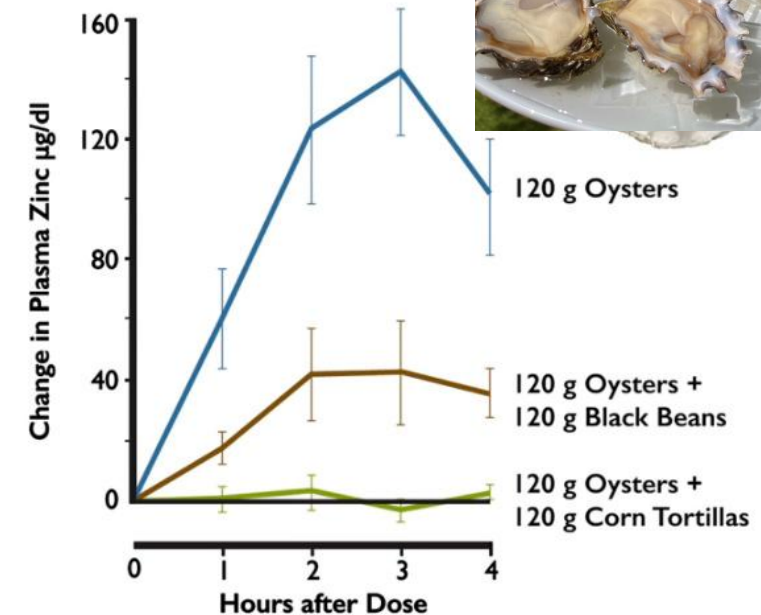 160
120
80
40
0
Change in Plasma Zinc µg/dl
120 g Oysters
120 g Oysters +
120 g Black Beans
120 g Oysters +
120 g Corn Tortillas
0 1 2 3 4
Hours after Dose